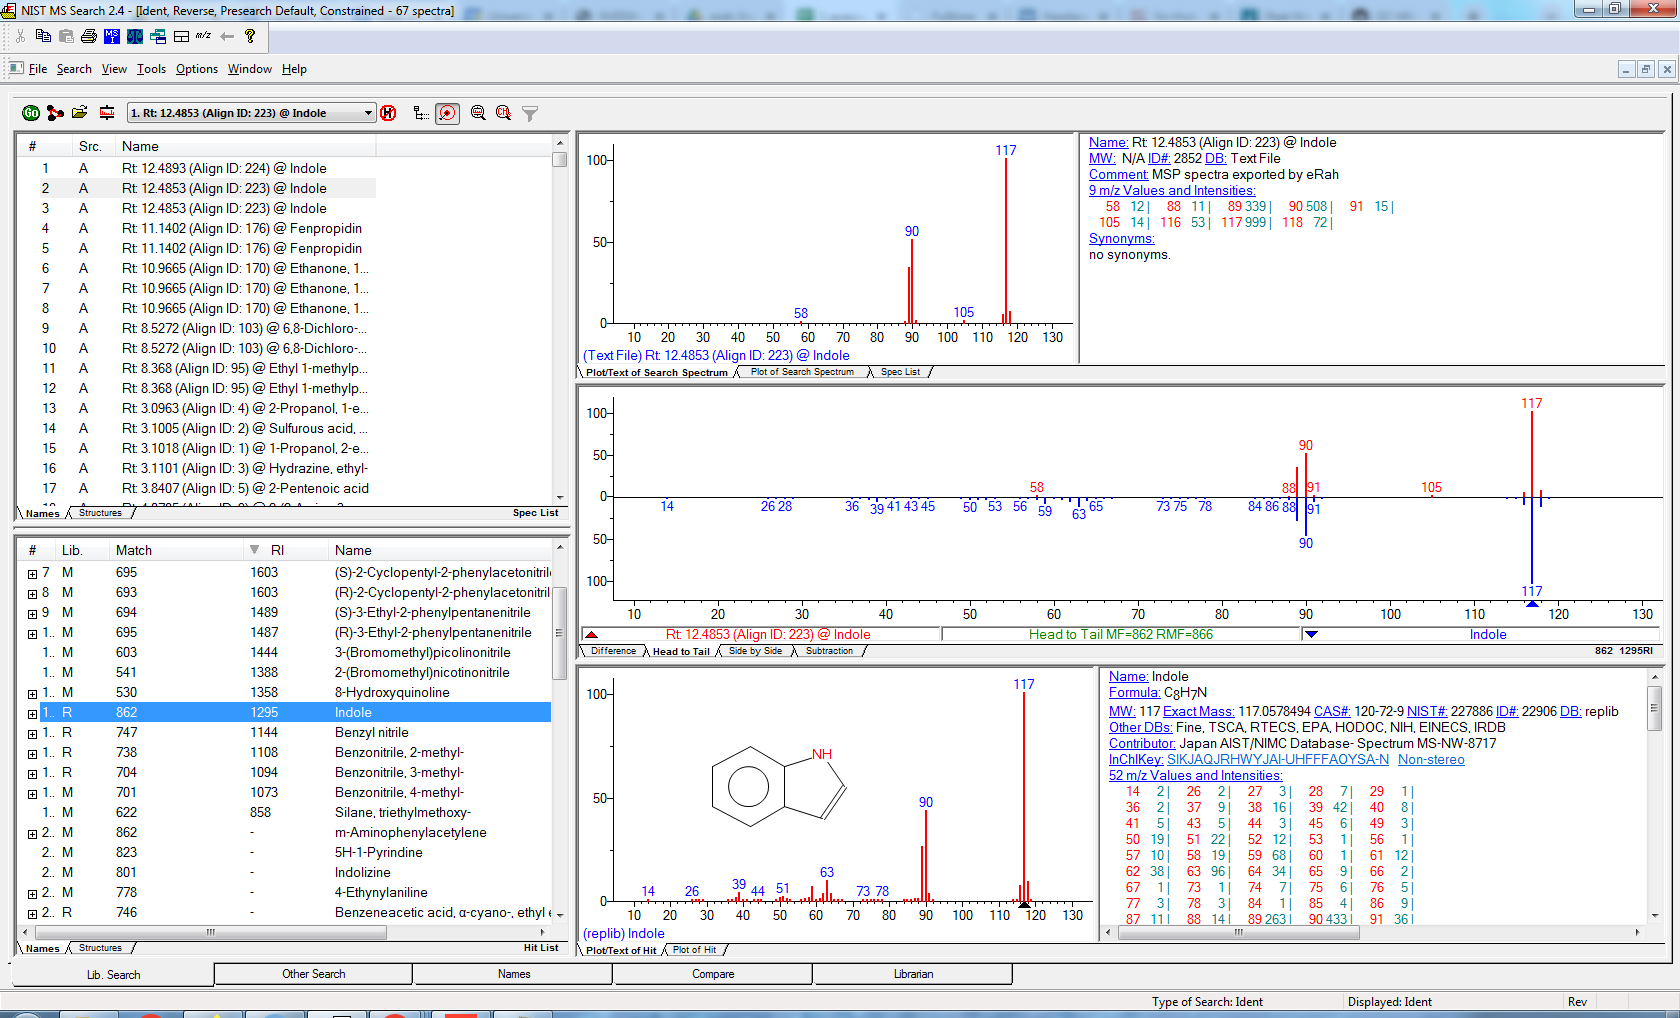 NIST MS Search 2.4 - [Ident, Reverse, Presearch Default, Constrained - 67 spectra]
File Search View Tools Options Window Help
1. Rt: 12.4853 (Align ID: 223) @ Indole
# Src. Name
1 A Rt: 12.4893 (Align ID: 224) @ Indole
2 A Rt: 12.4853 (Align ID: 223) @ Indole
3 A Rt: 12.4853 (Align ID: 223) @ Indole
4 A Rt: 11.1402 (Align ID: 176) @ Fenpropidin
5 A Rt: 11.1402 (Align ID: 176) @ Fenpropidin
6 A Rt: 10.9665 (Align ID: 170) @ Ethanone, 1...
7 A Rt: 10.9665 (Align ID: 170) @ Ethanone, 1...
8 A Rt: 10.9665 (Align ID: 170) @ Ethanone, 1...
9 A Rt: 8.5272 (Align ID: 103) @ 6,8-Dichloro-...
10 A Rt: 8.5272 (Align ID: 103) @ 6,8-Dichloro-...
11 A Rt: 8.368 (Align ID: 95) @ Ethyl 1-methylp...
12 A Rt: 8.368 (Align ID: 95) @ Ethyl 1-methylp...
13 A Rt: 3.0963 (Align ID: 4) @ 2-Propanol, 1-e...
14 A Rt: 3.1005 (Align ID: 2) @ Sulfurous acid, ...
15 A Rt: 3.1018 (Align ID: 1) @ 1-Propanol, 2-e...
16 A Rt: 3.1101 (Align ID: 3) @ Hydrazine, ethyl-
17 A Rt: 3.8407 (Align ID: 5) @ 2-Pentenoic acid
Names Structures Spec List
# Lib. Match RI Name
7 M 695 1603 (S)-2-Cyclopentyl-2-phenylacetonitril
8 M 693 1603 (R)-2-Cyclopentyl-2-phenylacetonitril
9 M 694 1489 (S)-3-Ethyl-2-phenylpentanenitrile
1.. M 695 1487 (R)-3-Ethyl-2-phenylpentanenitrile
1.. M 603 1444 3-(Bromomethyl)picolinonitrile
1.. M 541 1388 2-(Bromomethyl)nicotinonitrile
1.. M 530 1358 8-Hydroxyquinoline
1.. R 862 1295 Indole
1.. R 747 1144 Benzyl nitrile
1.. R 738 1108 Benzonitrile, 2-methyl-
1.. R 704 1094 Benzonitrile, 3-methyl-
1.. R 701 1073 Benzonitrile, 4-methyl-
1.. M 622 858 Silane, triethylmethoxy-
2.. M 862 - m-Aminophenylacetylene
2.. M 823 - 5H-1-Pyrindine
2.. M 801 - Indolizine
2.. M 778 - 4-Ethynylaniline
2.. R 746 - Benzeneacetic acid, α-cyano-, ethyl e
Names Structures Hit List
100 50 0
117 90 58 105
10 20 30 40 50 60 70 80 90 100 110 120 130
(Text File) Rt: 12.4853 (Align ID: 223) @ Indole
Plot/Text of Search Spectrum Plot of Search Spectrum Spec List
Name: Rt: 12.4853 (Align ID: 223) @ Indole
MW: N/A ID#: 2852 DB: Text File
Comment: MSP spectra exported by eRah
9 m/z Values and Intensities:
58 12 | 88 11 | 89 339 | 90 508 | 91 15 |
105 14 | 116 53 | 117 999 | 118 72 |
Synonyms:
no synonyms.
100 50 0 50 100
117
90
58 88 91 105
14 26 28 36 39 41 43 45 50 53 56 59 63 65 73 75 78 84 86 88 91
90
117
10 20 30 40 50 60 70 80 90 100 110 120 130
Rt: 12.4853 (Align ID: 223) @ Indole Head to Tail MF=862 RMF=866 Indole
Difference Head to Tail Side by Side Subtraction 862 1295RI
100 50 0
117
NH
90
14 26 39 44 51 63 73 78
10 20 30 40 50 60 70 80 90 100 110 120 130
(replib) Indole
Plot/Text of Hit Plot of Hit
Name: Indole
Formula: C8H7N
MW: 117 Exact Mass: 117.0578494 CAS#: 120-72-9 NIST#: 227886 ID#: 22906 DB: replib
Other DBs: Fine, TSCA, RTECS, EPA, HODOC, NIH, EINECS, IRDB
Contributor: Japan AIST/NIMC Database- Spectrum MS-NW-8717
InChIKey: SIKJAQJRHWYJAI-UHFFFAOYSA-N Non-stereo
52 m/z Values and Intensities:
14 2 | 26 2 | 27 3 | 28 7 | 29 1 |
36 2 | 37 9 | 38 16 | 39 42 | 40 8 |
41 5 | 43 5 | 44 3 | 45 6 | 49 3 |
50 19 | 51 22 | 52 12 | 53 1 | 56 1 |
57 10 | 58 19 | 59 68 | 60 1 | 61 12 |
62 38 | 63 96 | 64 34 | 65 9 | 66 2 |
67 1 | 73 1 | 74 7 | 75 6 | 76 5 |
77 3 | 78 3 | 84 1 | 85 4 | 86 9 |
87 11 | 88 14 | 89 263 | 90 433 | 91 36 |
Lib. Search Other Search Names Compare Librarian
Type of Search: Ident Displayed: Ident Rev